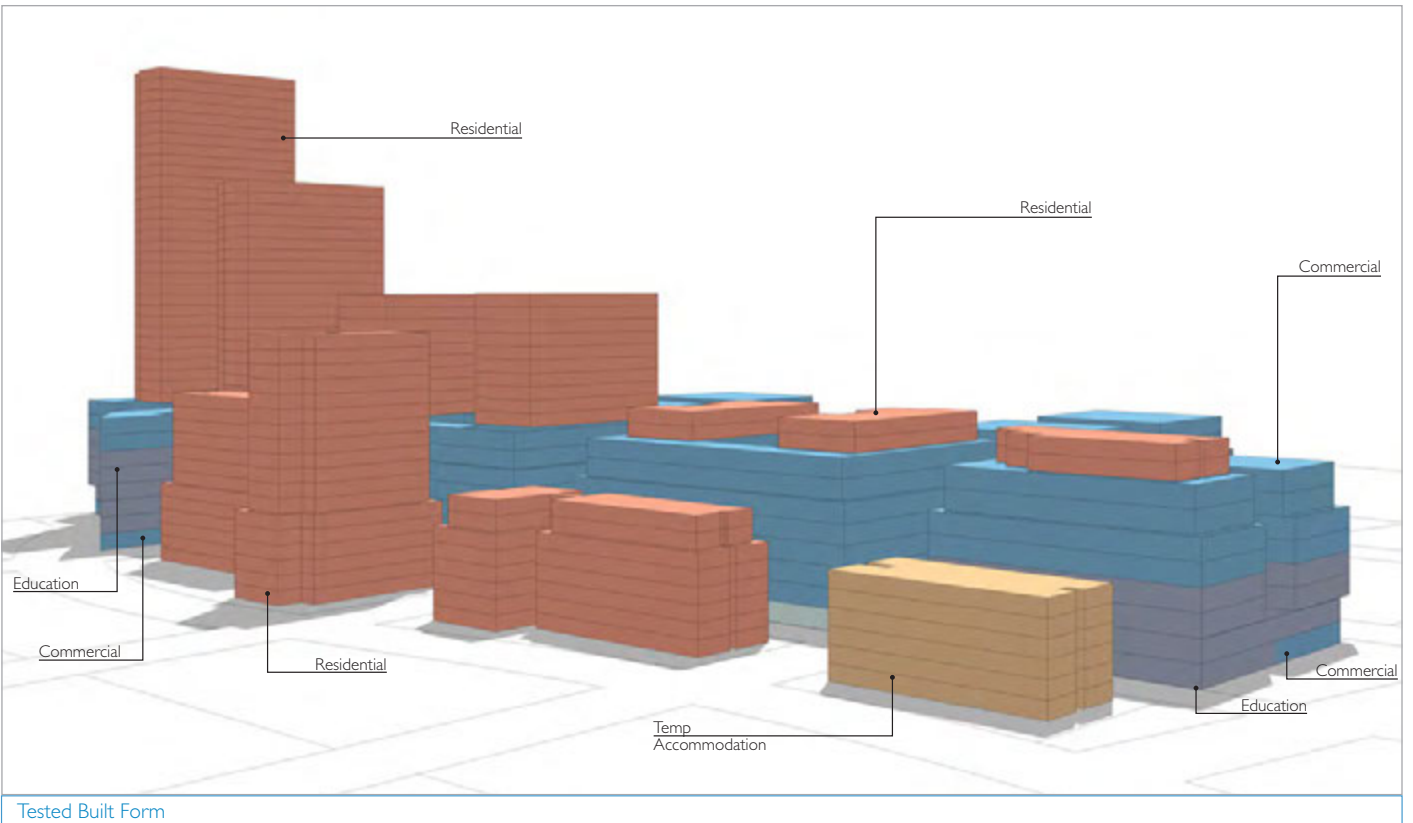 Residential
Residential
Commercial
Education
Commercial
Residential
Temp
Accommodation
Commercial
Education
Tested Built Form